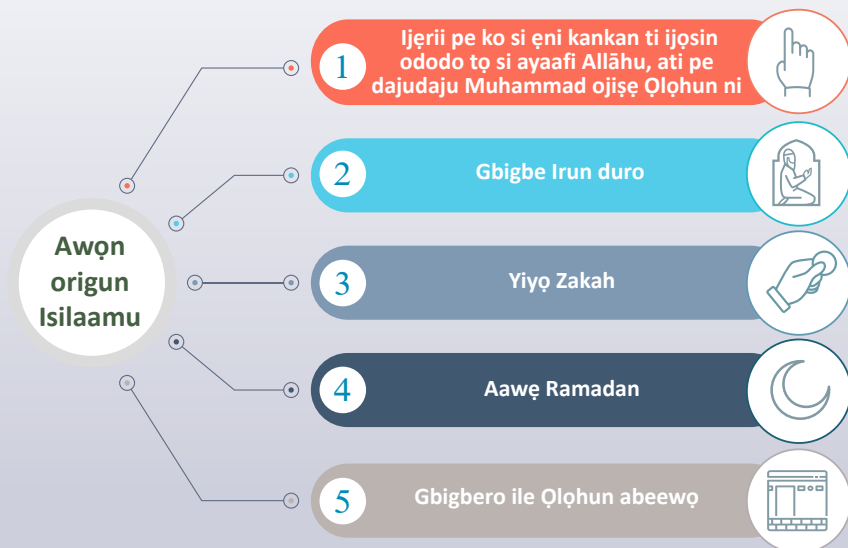 Awọn
origun
Isilaamu
1
Ijẹrii pe ko si ẹni kankan ti ijọsin
ododo tọ si ayaafi Allāhu, ati pe
dajudaju Muhammad ojisẹ Ọlọhun ni
2
Gbigbe Irun duro
3
Yiyọ Zakah
4
Aawẹ Ramadan
5
Gbigbero ile Ọlọhun abeewọ